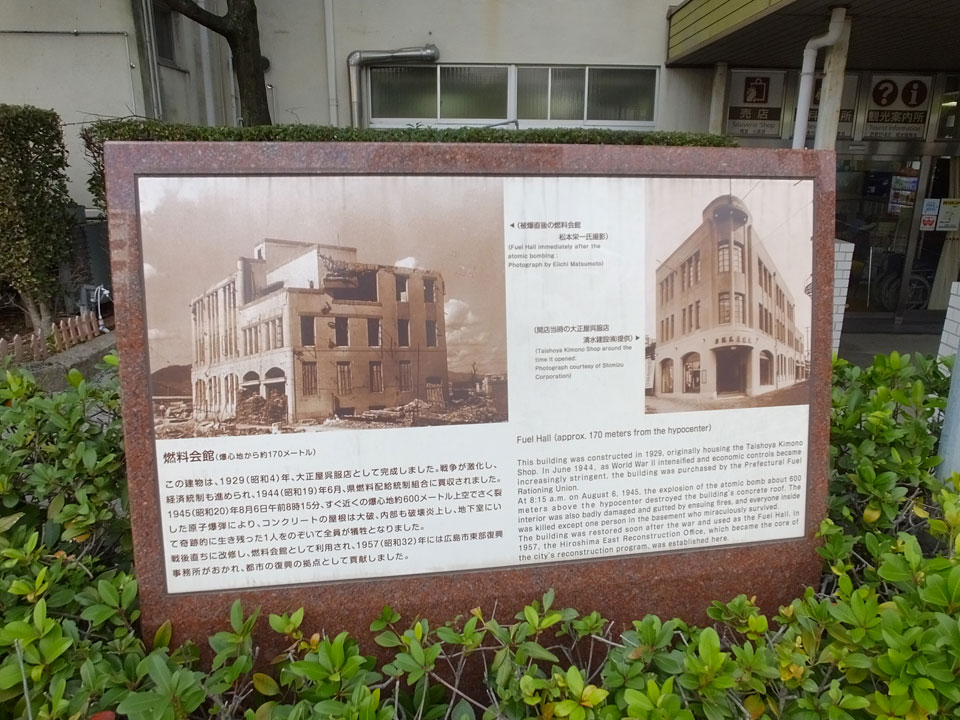 売店
観光案内所
Tourist Information
◀(被爆直後の燃料会館
松本栄一氏撮影)
(Fuel Hall immediately after the
atomic bombing :
Photograph by Eiichi Matsumoto)
(開店当時の大正屋呉服店
清水建設㈱提供)▶
(Taishoya Kimono Shop around the
time it opened:
Photograph courtesy of Shimizu
Corporation)
燃料会館(爆心地から約170メートル)
この建物は、1929(昭和4)年、大正屋呉服店として完成しました。戦争が激化し、
経済統制も進められ、1944(昭和19)年6月、県燃料配給統制組合に買収されました。
1945(昭和20)年8月6日午前8時15分、すぐ近くの爆心地約600メートル上空でさく裂
した原子爆弾により、コンクリートの屋根は大破、内部も破壊炎上し、地下室にい
て奇跡的に生き残った1人をのぞいて全員が犠牲となりました。
戦後直ちに改修し、燃料会館として利用され、1957(昭和32)年には広島市東部復興
事務所がおかれ、都市の復興の拠点として貢献しました。
Fuel Hall (approx. 170 meters from the hypocenter)
This building was constructed in 1929, originally housing the Taishoya Kimono
Shop. In June 1944, as World War II intensified and economic controls became
increasingly stringent, the building was purchased by the Prefectural Fuel
Rationing Union.
At 8:15 a.m. on August 6, 1945, the explosion of the atomic bomb about 600
meters above the hypocenter destroyed the building's concrete roof. The
interior was also badly damaged and gutted by ensuing fires, and everyone inside
was killed except one person in the basement who miraculously survived.
The building was restored soon after the war and used as the Fuel Hall. In
1957, the Hiroshima East Reconstruction Office, which became the core of
the city's reconstruction program, was established here.